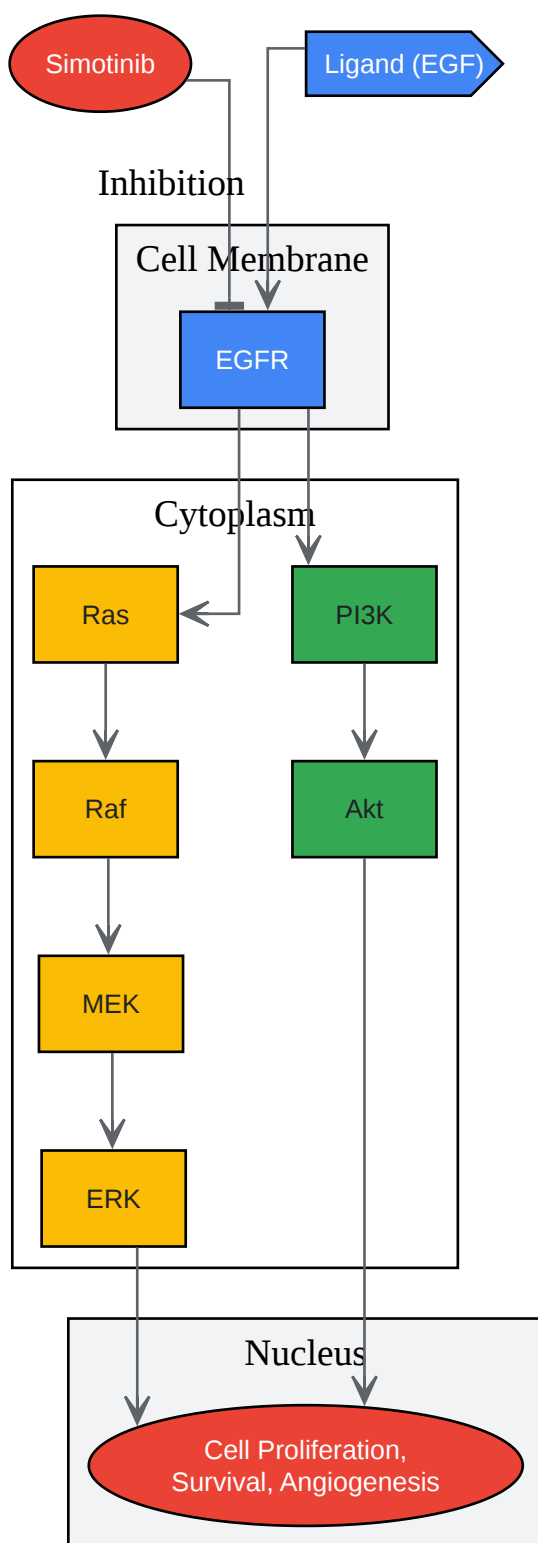 Simotinib
Ligand (EGF)
Inhibition
Cell Membrane
EGFR
Cytoplasm
Ras
PI3K
Raf
Akt
MEK
ERK
Nucleus
Cell Proliferation,
Survival, Angiogenesis